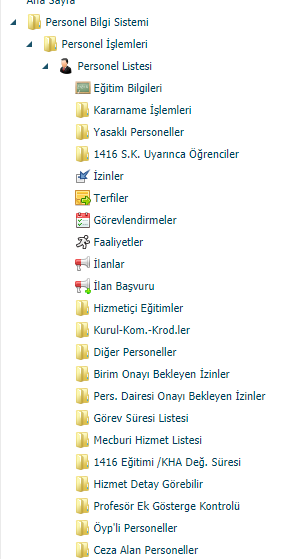 Ana Sayfa
Personel Bilgi Sistemi
Personel İşlemleri
Personel Listesi
Eğitim Bilgileri
Kararname İşlemleri
Yasaklı Personeller
1416 S.K. Uyarınca Öğrenciler
İzinler
Terfiler
Görevlendirmeler
Faaliyetler
İlanlar
İlan Başvuru
Hizmetiçi Eğitimler
Kurul-Kom.-Krod.ler
Diğer Personeller
Birim Onayı Bekleyen İzinler
Pers. Dairesi Onayı Bekleyen İzinler
Görev Süresi Listesi
Mecburi Hizmet Listesi
1416 Eğitimi /KHA Değ. Süresi
Hizmet Detay Görebilir
Profesör Ek Gösterge Kontrolü
Öyp'li Personeller
Ceza Alan Personeller